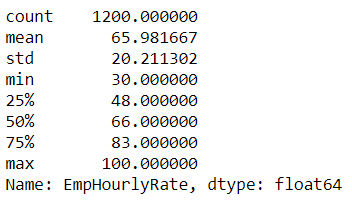 count    1200.000000
mean       65.981667
std        20.211302
min        30.000000
25%        48.000000
50%        66.000000
75%        83.000000
max       100.000000
Name: EmpHourlyRate, dtype: float64